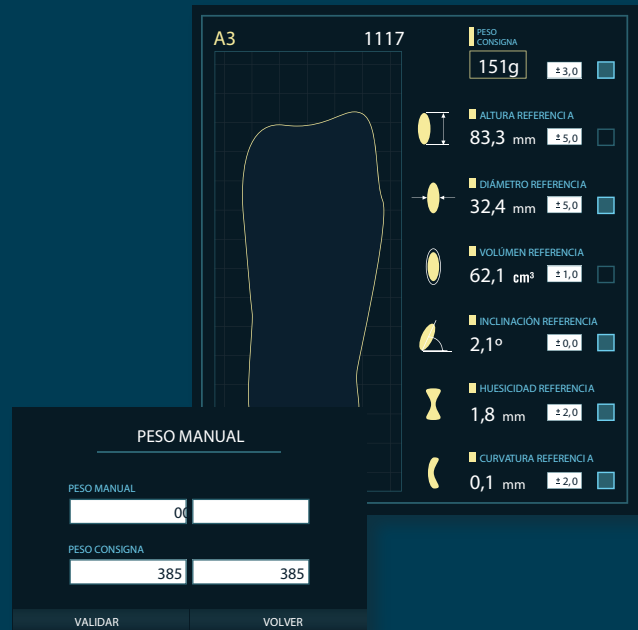 A3
1117
PESO
CONSIGNA
151g
±3,0
ALTURA REFERENCIA
83,3 mm
±5,0
DIÁMETRO REFERENCIA
32,4 mm
±5,0
VOLÚMEN REFERENCIA
62,1 cm³
±1,0
INCLINACIÓN REFERENCIA
2,1º
±0,0
HUESICIDAD REFERENCIA
1,8 mm
±2,0
CURVATURA REFERENCIA
0,1 mm
±2,0
PESO MANUAL
PESO MANUAL
00
PESO CONSIGNA
385
385
VALIDAR
VOLVER